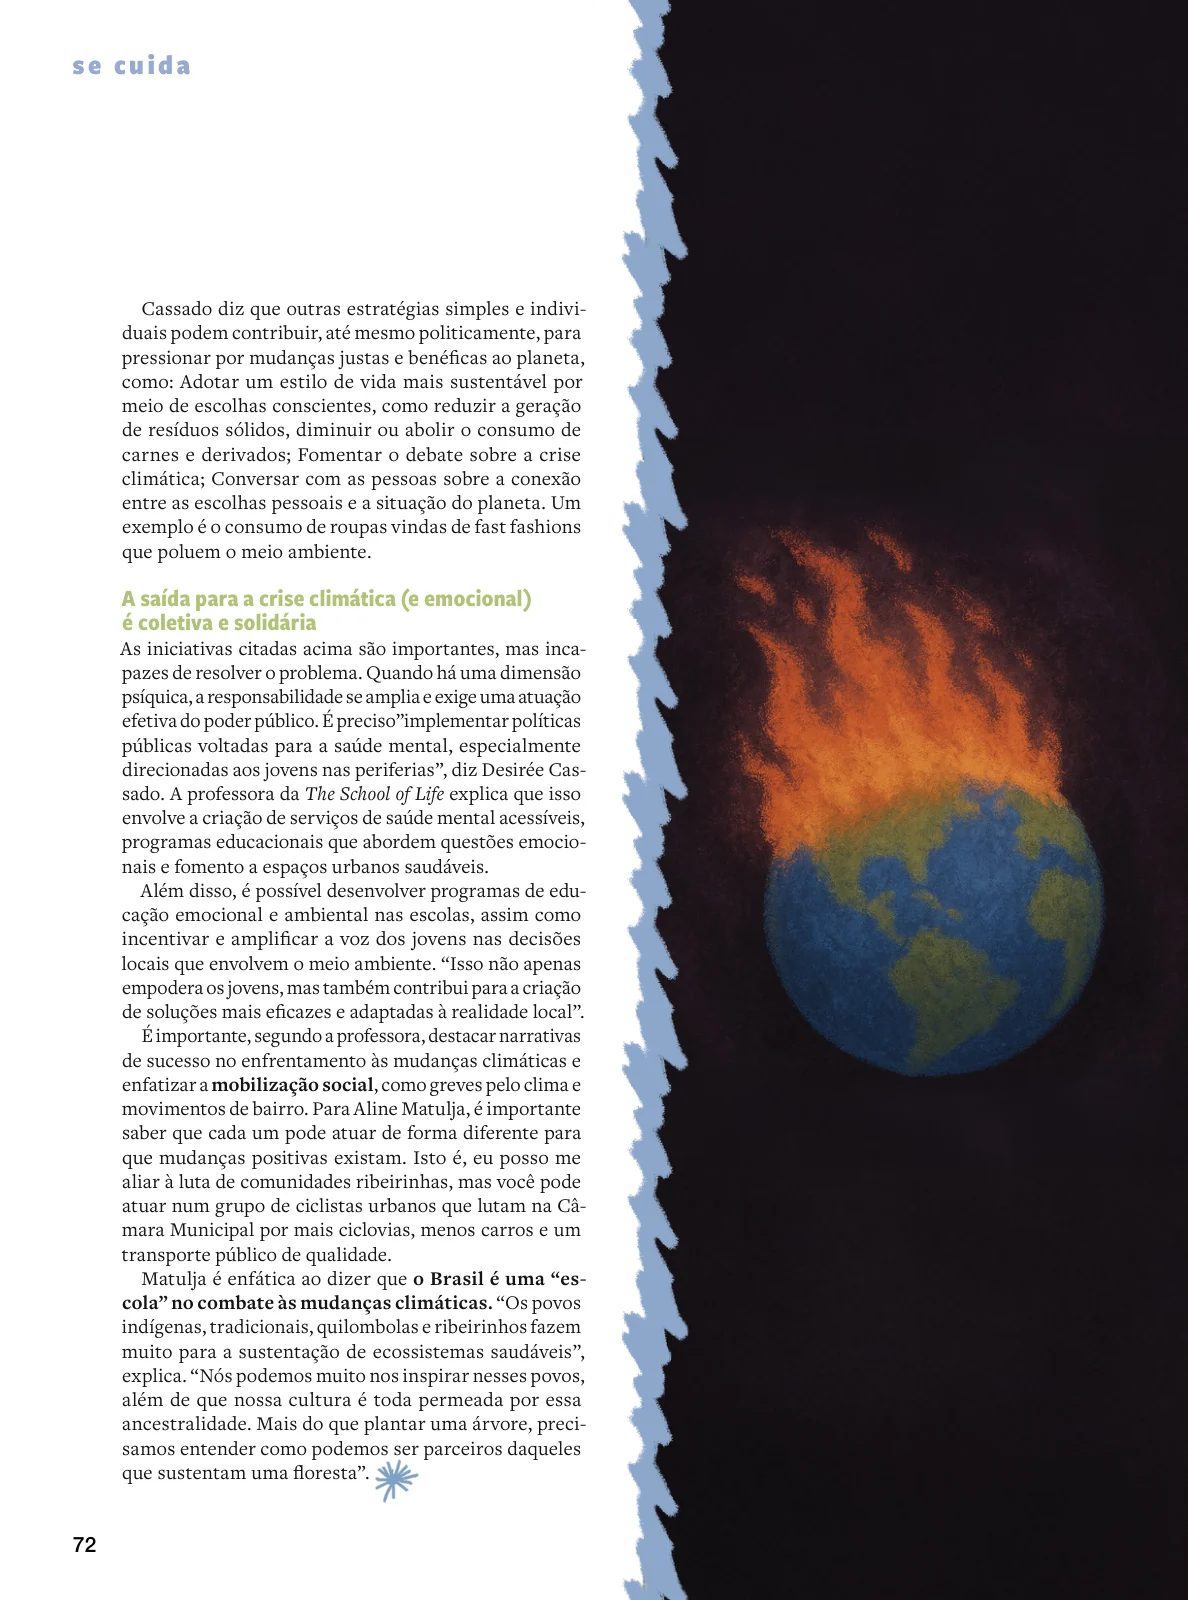 se cuida
Cassado diz que outras estratégias simples e indivi-
duais podem contribuir, até mesmo politicamente, para
pressionar por mudanças justas e benéficas ao planeta,
como: Adotar um estilo de vida mais sustentável por
meio de escolhas conscientes, como reduzir a geração
de resíduos sólidos, diminuir ou abolir o consumo de
carnes e derivados; Fomentar o debate sobre a crise
climática; Conversar com as pessoas sobre a conexão
entre as escolhas pessoais e a situação do planeta. Um
exemplo é o consumo de roupas vindas de fast fashions
que poluem o meio ambiente.
A saída para a crise climática (e emocional)
é coletiva e solidária
As iniciativas citadas acima são importantes, mas inca-
pazes de resolver o problema. Quando há uma dimensão
psíquica, a responsabilidade se amplia e exige uma atuação
efetiva do poder público. É preciso”implementar políticas
públicas voltadas para a saúde mental, especialmente
direcionadas aos jovens nas periferias”, diz Desirée Cas-
sado. A professora da The School of Life explica que isso
envolve a criação de serviços de saúde mental acessíveis,
programas educacionais que abordem questões emocio-
nais e fomento a espaços urbanos saudáveis.
Além disso, é possível desenvolver programas de edu-
cação emocional e ambiental nas escolas, assim como
incentivar e amplificar a voz dos jovens nas decisões
locais que envolvem o meio ambiente. “Isso não apenas
empodera os jovens, mas também contribui para a criação
de soluções mais eficazes e adaptadas à realidade local”.
É importante, segundo a professora, destacar narrativas
de sucesso no enfrentamento às mudanças climáticas e
enfatizar a mobilização social, como greves pelo clima e
movimentos de bairro. Para Aline Matulja, é importante
saber que cada um pode atuar de forma diferente para
que mudanças positivas existam. Isto é, eu posso me
aliar à luta de comunidades ribeirinhas, mas você pode
atuar num grupo de ciclistas urbanos que lutam na Câ-
mara Municipal por mais ciclovias, menos carros e um
transporte público de qualidade.
Matulja é enfática ao dizer que o Brasil é uma “es-
cola” no combate às mudanças climáticas. “Os povos
indígenas, tradicionais, quilombolas e ribeirinhos fazem
muito para a sustentação de ecossistemas saudáveis”,
explica. “Nós podemos muito nos inspirar nesses povos,
além de que nossa cultura é toda permeada por essa
ancestralidade. Mais do que plantar uma árvore, preci-
samos entender como podemos ser parceiros daqueles
que sustentam uma floresta”.
72